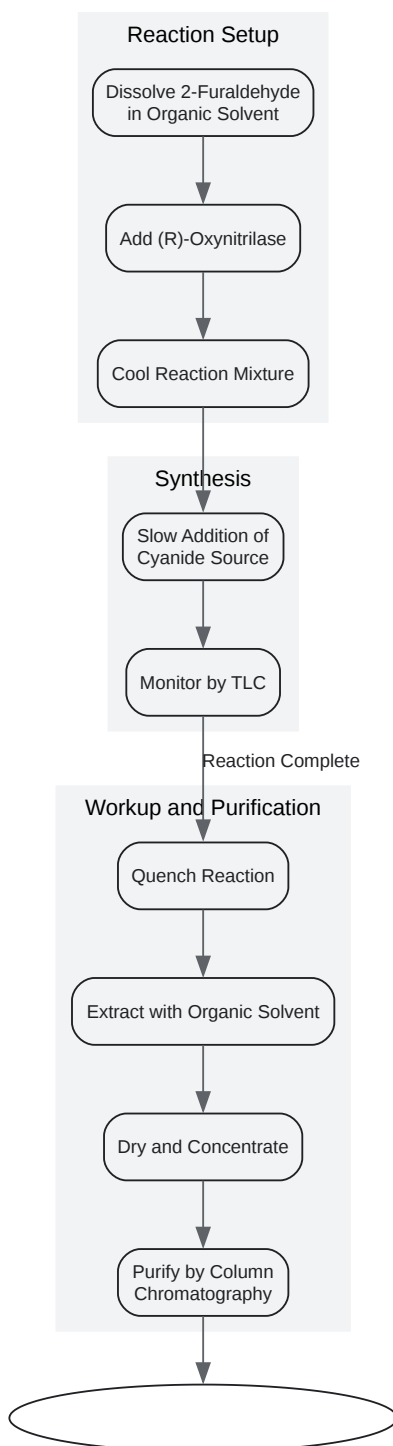 Reaction Setup
Dissolve 2-Furaldehyde
in Organic Solvent
Add (R)-Oxynitrilase
Cool Reaction Mixture
Synthesis
Slow Addition of
Cyanide Source
Monitor by TLC
Reaction Complete
Workup and Purification
Quench Reaction
Extract with Organic Solvent
Dry and Concentrate
Purify by Column
Chromatography